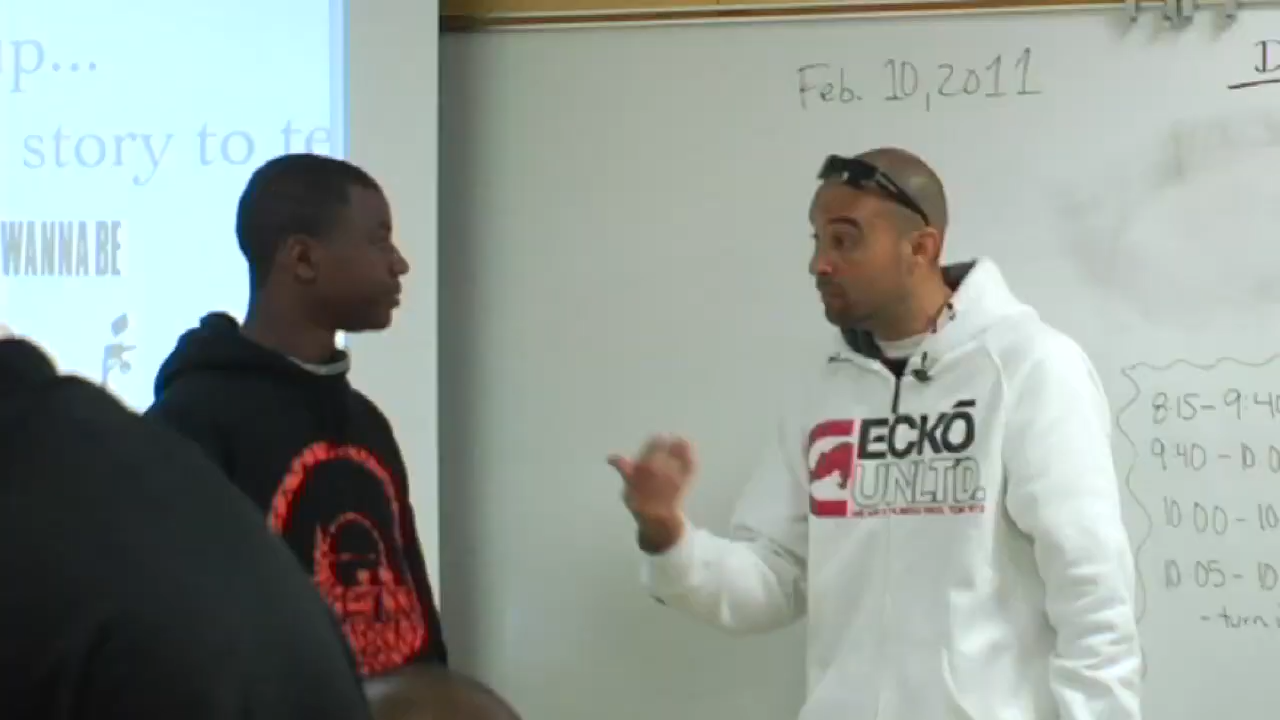 up...
story to te
WANNA BE
Feb. 10, 2011
D
ECKŌ
UNLTD.
8:15 - 9:40
9:40 - 10 0
10 00 - 10
10 05 - 10
- turn